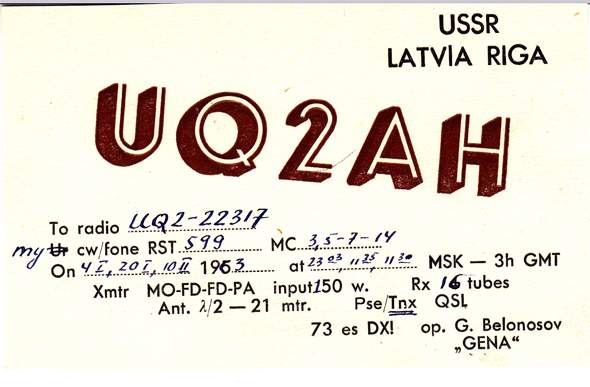 USSR
LATVIA RIGA
UQ2AH
To radio UQ2-22317
my Ur cw/fone RST 599 MC 3,5-7-14
On 4 I, 20 I, 10 II 1963 at 23 03, 11 25, 11 30 MSK — 3h GMT
Xmtr MO-FD-FD-PA input 150 w. Rx 16 tubes
Ant. λ/2 — 21 mtr. Pse/Tnx QSL
73 es DX! op. G. Belonosov
„GENA“